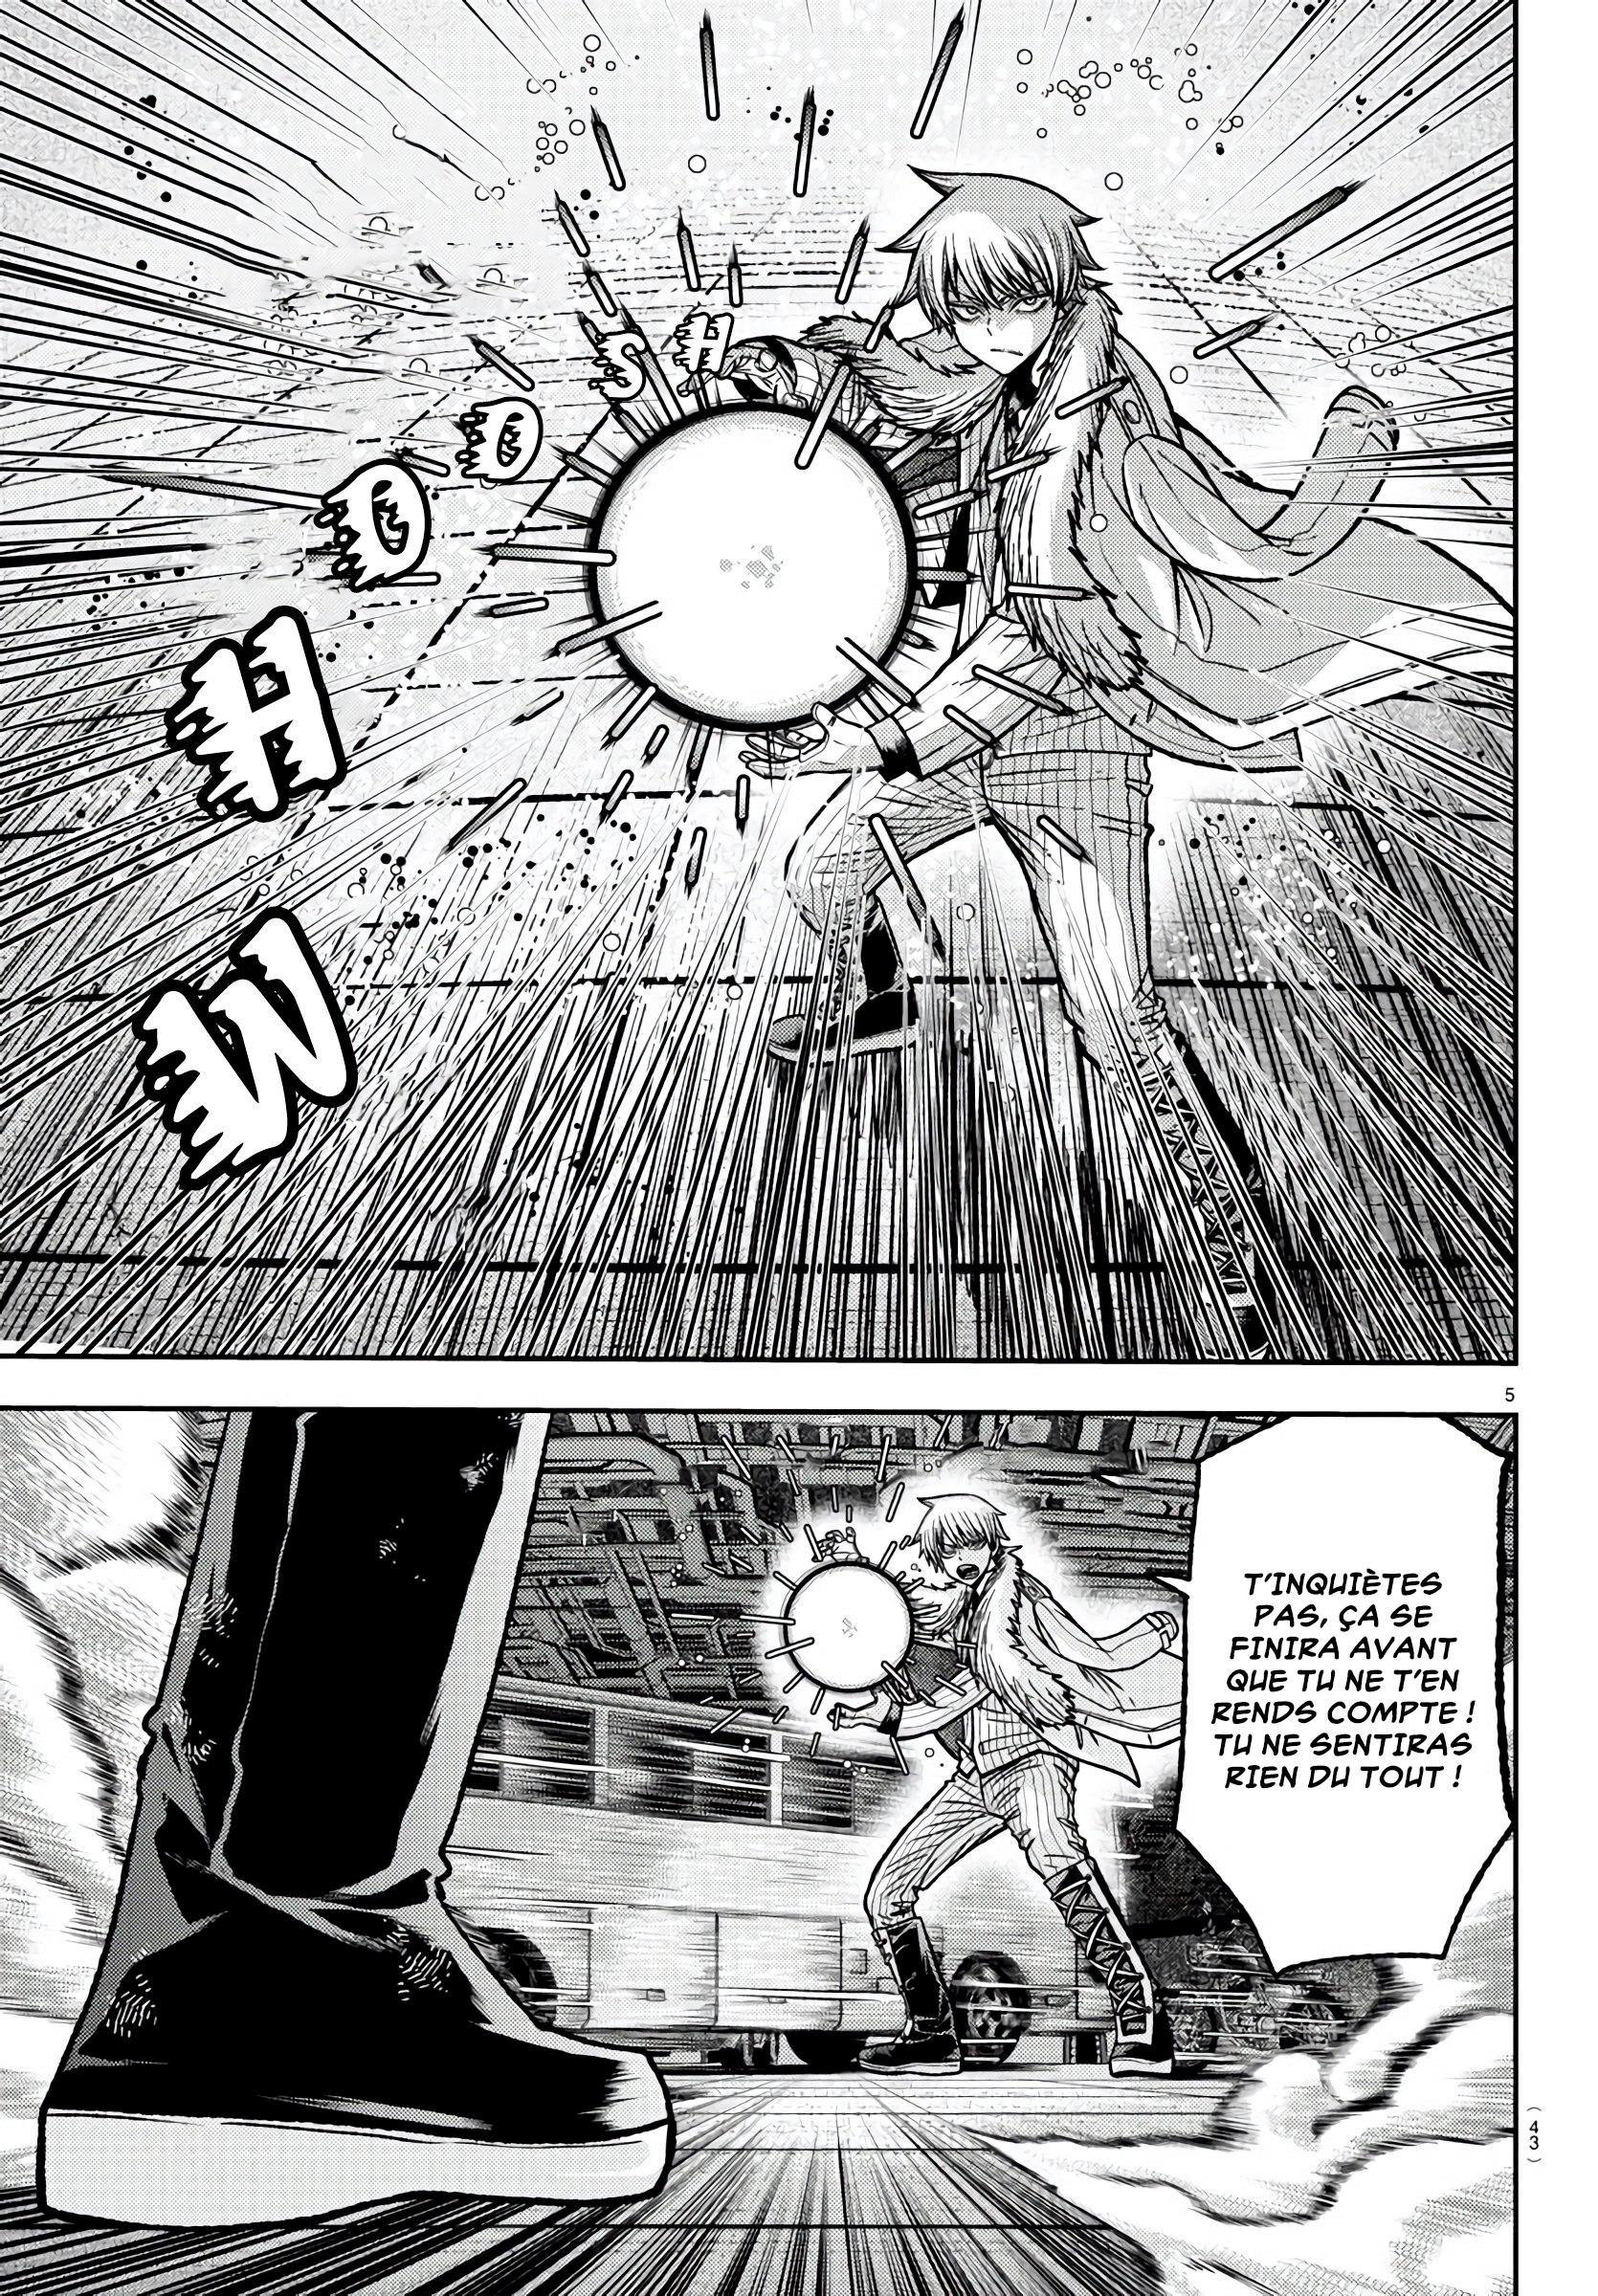 WHOOSH
5
T'INQUIÈTES
PAS, ÇA SE
FINIRA AVANT
QUE TU NE T'EN
RENDS COMPTE !
TU NE SENTIRAS
RIEN DU TOUT !
(43)